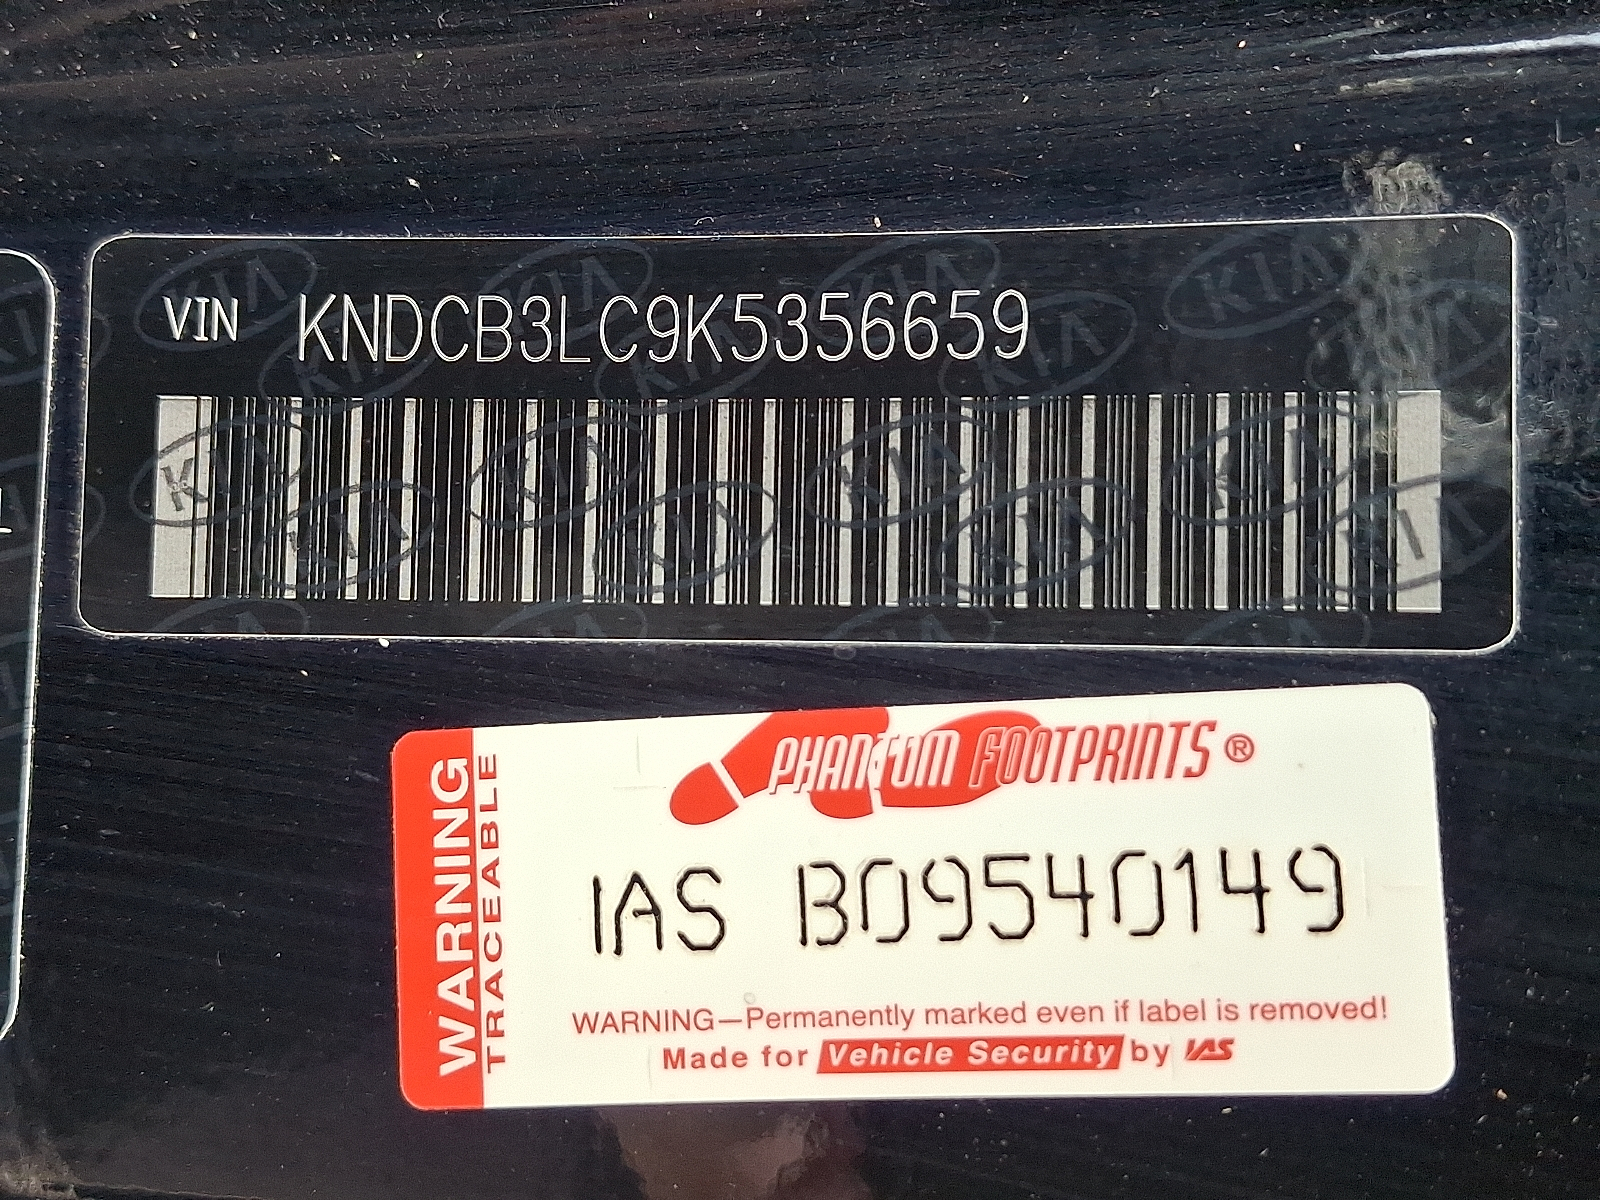 VIN KNDCB3LC9K5356659
PHANTOM FOOTPRINTS®
WARNING
TRACEABLE
IAS B09540149
WARNING—Permanently marked even if label is removed!
Made for Vehicle Security by IAS
KIA